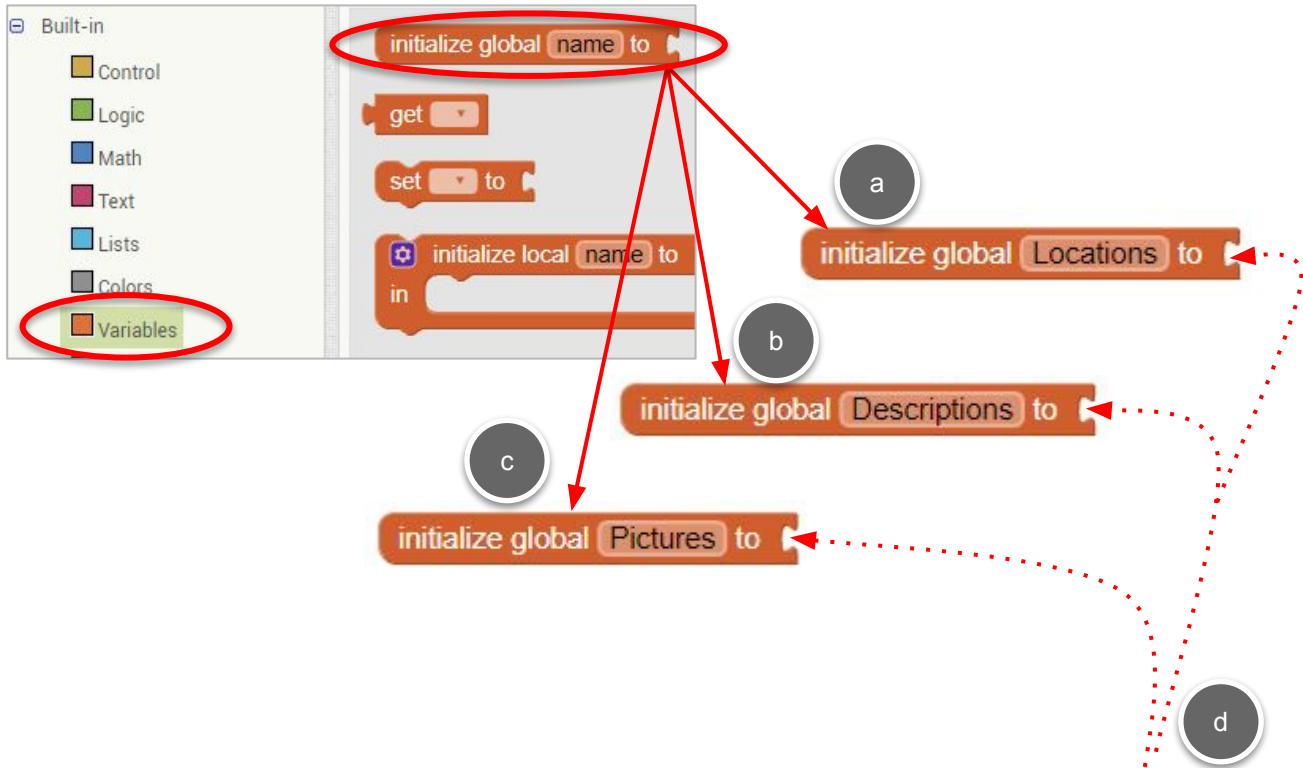 Built-in
Control
Logic
Math
Text
Lists
Colors
Variables
initialize global name to
get
set to
initialize local name to
in
a
initialize global Locations to
b
initialize global Descriptions to
c
initialize global Pictures to
d